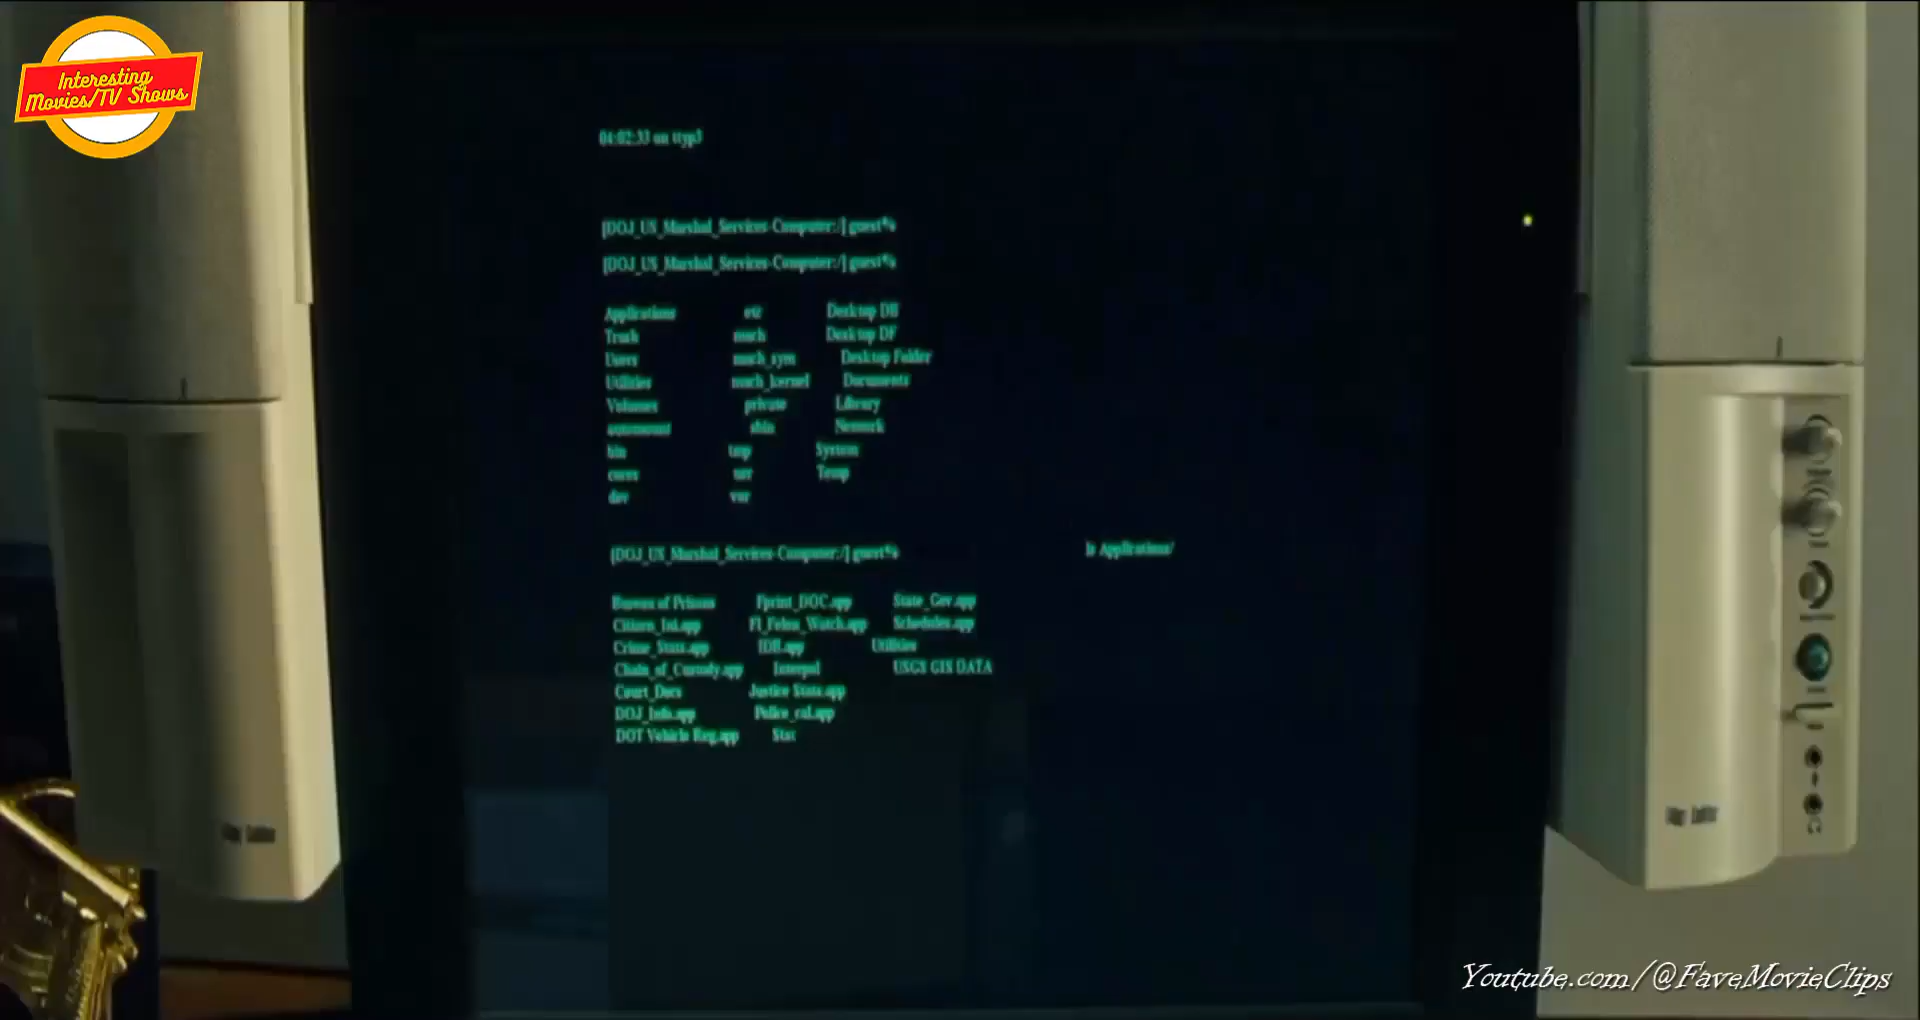 Interesting
Movies/TV Shows
04:02:33 on ttyp3
[DOJ_US_Marshal_Services-Computer:/] guest%
[DOJ_US_Marshal_Services-Computer:/] guest%
Applications etc Desktop DB
Trash mach Desktop DF
Users mach_sym Desktop Folder
Utilities mach_kernel Documents
Volumes private Library
automount sbin Network
bin tmp System
cores usr Temp
dev var
[DOJ_US_Marshal_Services-Computer:/] guest% ls Applications/
Bureau of Prisons Fprint_DOC.app State_Gov.app
Citizen_Inl.app Fl_Felon_Watch.app Scheduler.app
Crime_Stats.app IDB.app Utilities
Chain_of_Custody.app Interpol USGS GIS DATA
Court_Docs Justice Stats.app
DOJ_Info.app Police_cal.app
DOT Vehicle Reg.app Stat
Youtube.com/@FaveMovieClips